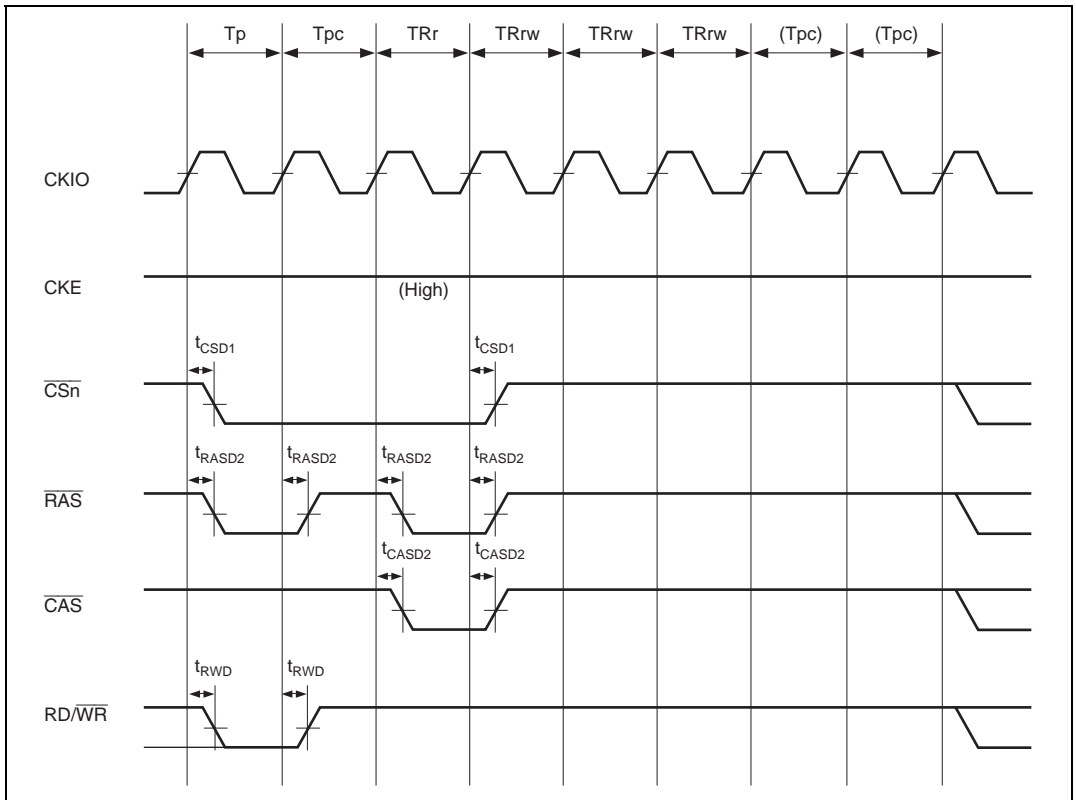 Tp Tpc TRr TRrw TRrw TRrw (Tpc) (Tpc)
CKIO
CKE
(High)
tCSD1 tCSD1
CSn
tRASD2 tRASD2 tRASD2 tRASD2
RAS
tCASD2 tCASD2
CAS
tRWD tRWD
RD/WR